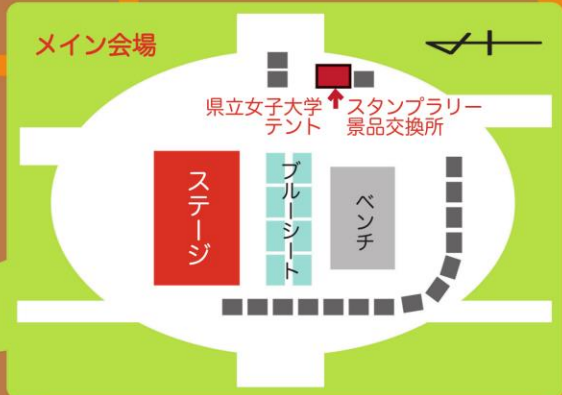 メイン会場
県立女子大学
テント
スタンプラリー
景品交換所
ステージ
ブルーシート
ベンチ